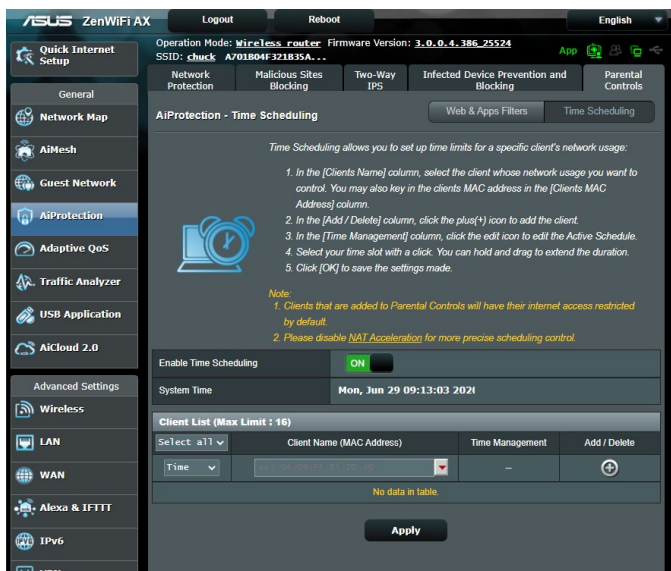 ASUS ZenWiFi AX
Logout
Reboot
English
Quick Internet
Setup
Operation Mode: Wireless router Firmware Version: 3.0.0.4.386_25524
SSID: chuck A701B04F321B35A...
App
General
Network Map
AiMesh
Guest Network
AiProtection
Adaptive QoS
Traffic Analyzer
USB Application
AiCloud 2.0
Advanced Settings
Wireless
LAN
WAN
Alexa & IFTTT
IPv6
Network
Protection
Malicious Sites
Blocking
Two-Way
IPS
Infected Device Prevention and
Blocking
Parental
Controls
AiProtection - Time Scheduling
Web & Apps Filters
Time Scheduling
Time Scheduling allows you to set up time limits for a specific client's network usage:
1. In the [Clients Name] column, select the client whose network usage you want to
control. You may also key in the clients MAC address in the [Clients MAC
Address] column.
2. In the [Add / Delete] column, click the plus(+) icon to add the client.
3. In the [Time Management] column, click the edit icon to edit the Active Schedule.
4. Select your time slot with a click. You can hold and drag to extend the duration.
5. Click [OK] to save the settings made.
Note:
1. Clients that are added to Parental Controls will have their internet access restricted
by default.
2. Please disable NAT Acceleration for more precise scheduling control.
Enable Time Scheduling
ON
System Time
Mon, Jun 29 09:13:03 202
Client List (Max Limit : 16)
Select all
Client Name (MAC Address)
Time Management
Add / Delete
Time
–
No data in table.
Apply